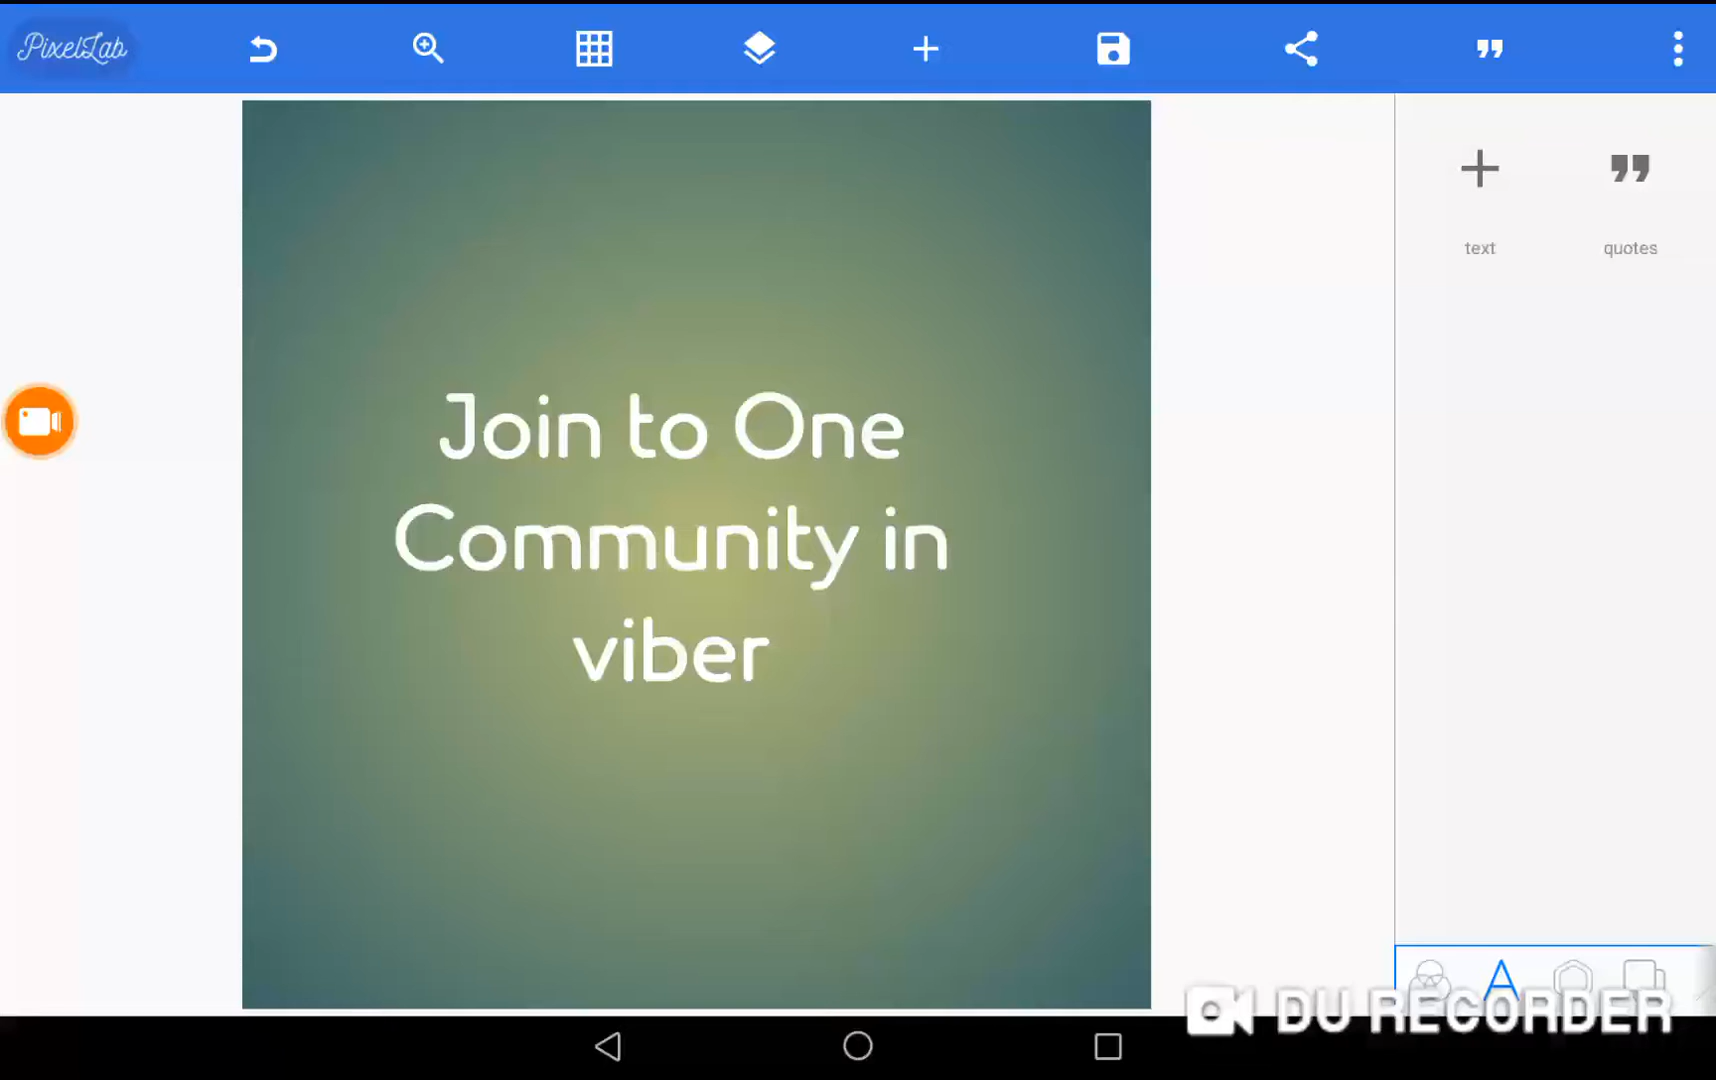 PixelLab
text
quotes
Join to One
Community in
viber
DU RECORDER